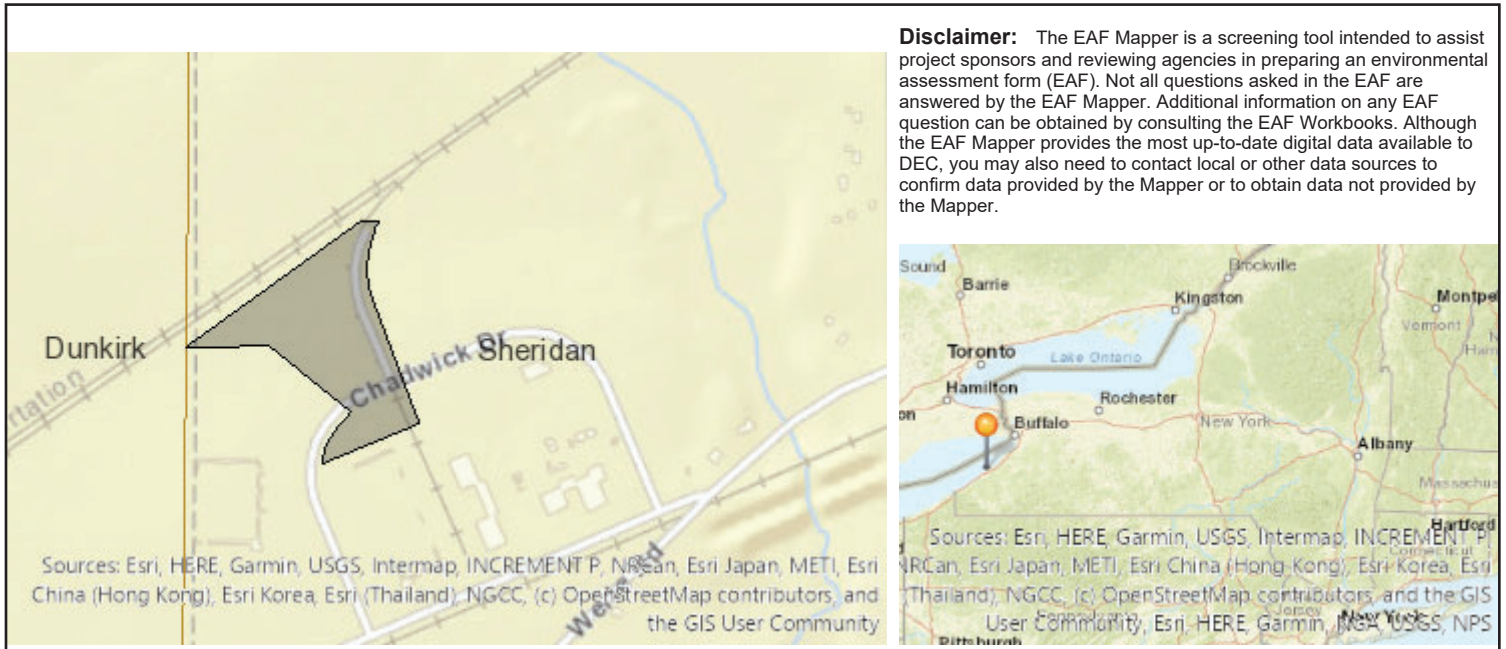 Disclaimer: The EAF Mapper is a screening tool intended to assist
project sponsors and reviewing agencies in preparing an environmental
assessment form (EAF). Not all questions asked in the EAF are
answered by the EAF Mapper. Additional information on any EAF
question can be obtained by consulting the EAF Workbooks. Although
the EAF Mapper provides the most up-to-date digital data available to
DEC, you may also need to contact local or other data sources to
confirm data provided by the Mapper or to obtain data not provided by
the Mapper.
Dunkirk
Sheridan
Chadwick Dr
rtation
Sources: Esri, HERE, Garmin, USGS, Intermap, INCREMENT P, NRCan, Esri Japan, METI, Esri
China (Hong Kong), Esri Korea, Esri (Thailand), NGCC, (c) OpenStreetMap contributors, and
the GIS User Community
Sound
Barrie
Brockville
Kingston
Montpel
Vermont
Toronto
Lake Ontario
Hamilton
Rochester
Buffalo
New York
Albany
Massachus
Hartford
Connecticut
Sources: Esri, HERE, Garmin, USGS, Intermap, INCREMENT P,
NRCan, Esri Japan, METI, Esri China (Hong Kong), Esri Korea, Esri
(Thailand), NGCC, (c) OpenStreetMap contributors, and the GIS
User Community, Esri, HERE, Garmin, NGA, USGS, NPS
Pennsylvania
New York
Pittsburgh